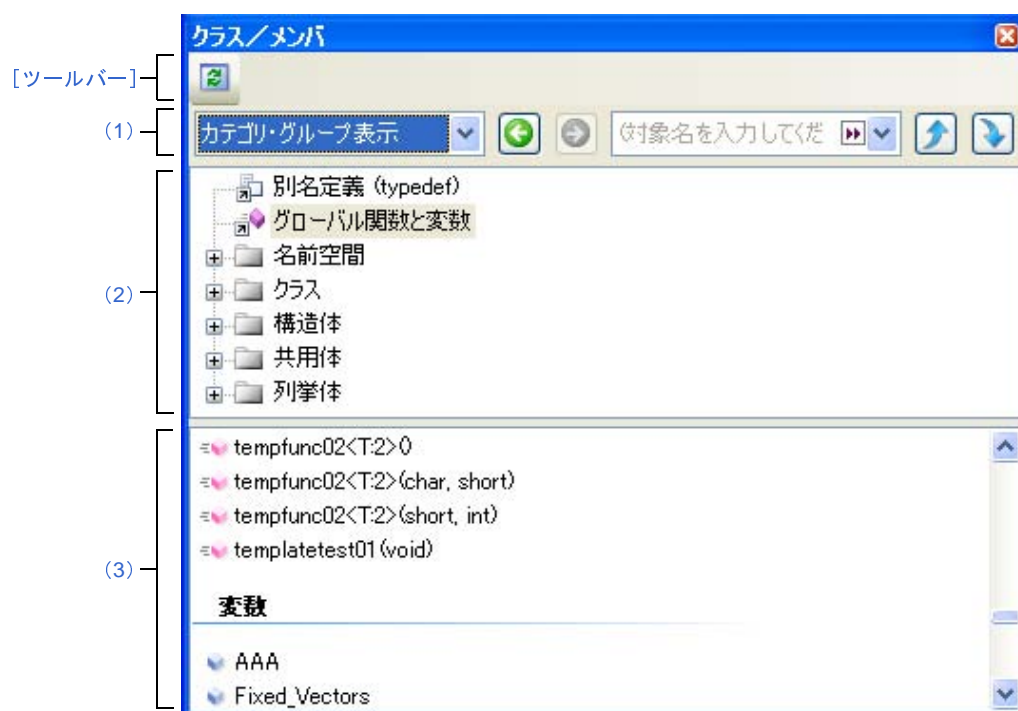 クラス／メンバ
[ツールバー]
(1)
カテゴリ・グループ表示
(対象名を入力してくだ
(2)
別名定義 (typedef)
グローバル関数と変数
名前空間
クラス
構造体
共用体
列挙体
(3)
tempfunc02<T:2>()
tempfunc02<T:2>(char, short)
tempfunc02<T:2>(short, int)
templatetest01(void)
変数
AAA
Fixed_Vectors